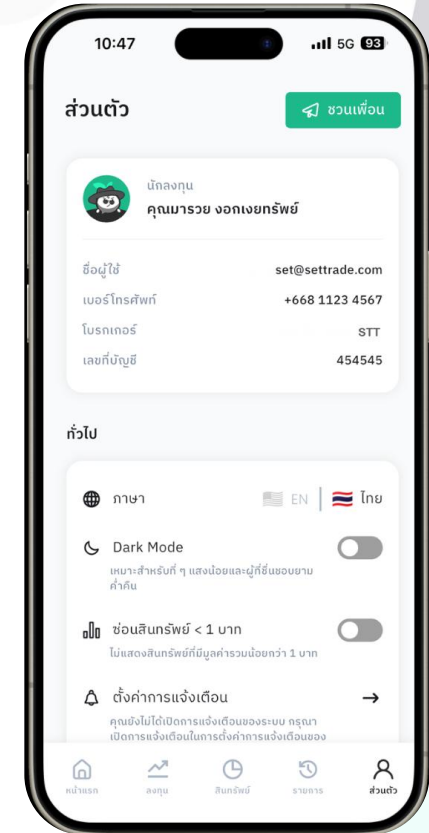 10:47
5G 93
ส่วนตัว
ชวนเพื่อน
นักลงทุน
คุณมารวย งอกเงยทรัพย์
ชื่อผู้ใช้ set@settrade.com
เบอร์โทรศัพท์ +668 1123 4567
โบรกเกอร์ STT
เลขที่บัญชี 454545
ทั่วไป
ภาษา EN ไทย
Dark Mode
เหมาะสำหรับที่ ๆ แสงน้อยและผู้ที่ชื่นชอบยาม
ค่ำคืน
ซ่อนสินทรัพย์ < 1 บาท
ไม่แสดงสินทรัพย์ที่มีมูลค่ารวมน้อยกว่า 1 บาท
ตั้งค่าการแจ้งเตือน
คุณยังไม่ได้เปิดการแจ้งเตือนของระบบ กรุณา
เปิดการแจ้งเตือนในการตั้งค่าการแจ้งเตือนของ
หน้าแรก ลงทุน สินทรัพย์ รายการ ส่วนตัว